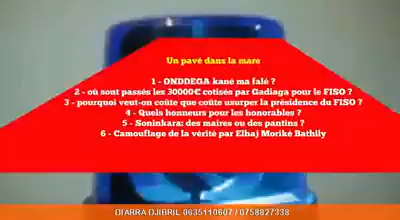 Un pavé dans la mare
1 - ONDDEGA kané ma falé ?
2 - où sont passés les 30000€ cotisés par Gadiaga pour le FISO ?
3 - pourquoi veut-on coûte que coûte usurper la présidence du FISO ?
4 - Quels honneurs pour les honorables ?
5 - Soninkara: des maires ou des pantins ?
6 - Camouflage de la vérité par Elhaj Moriké Bathily
DIARRA DJIBRIL 0635110607 / 0758827338